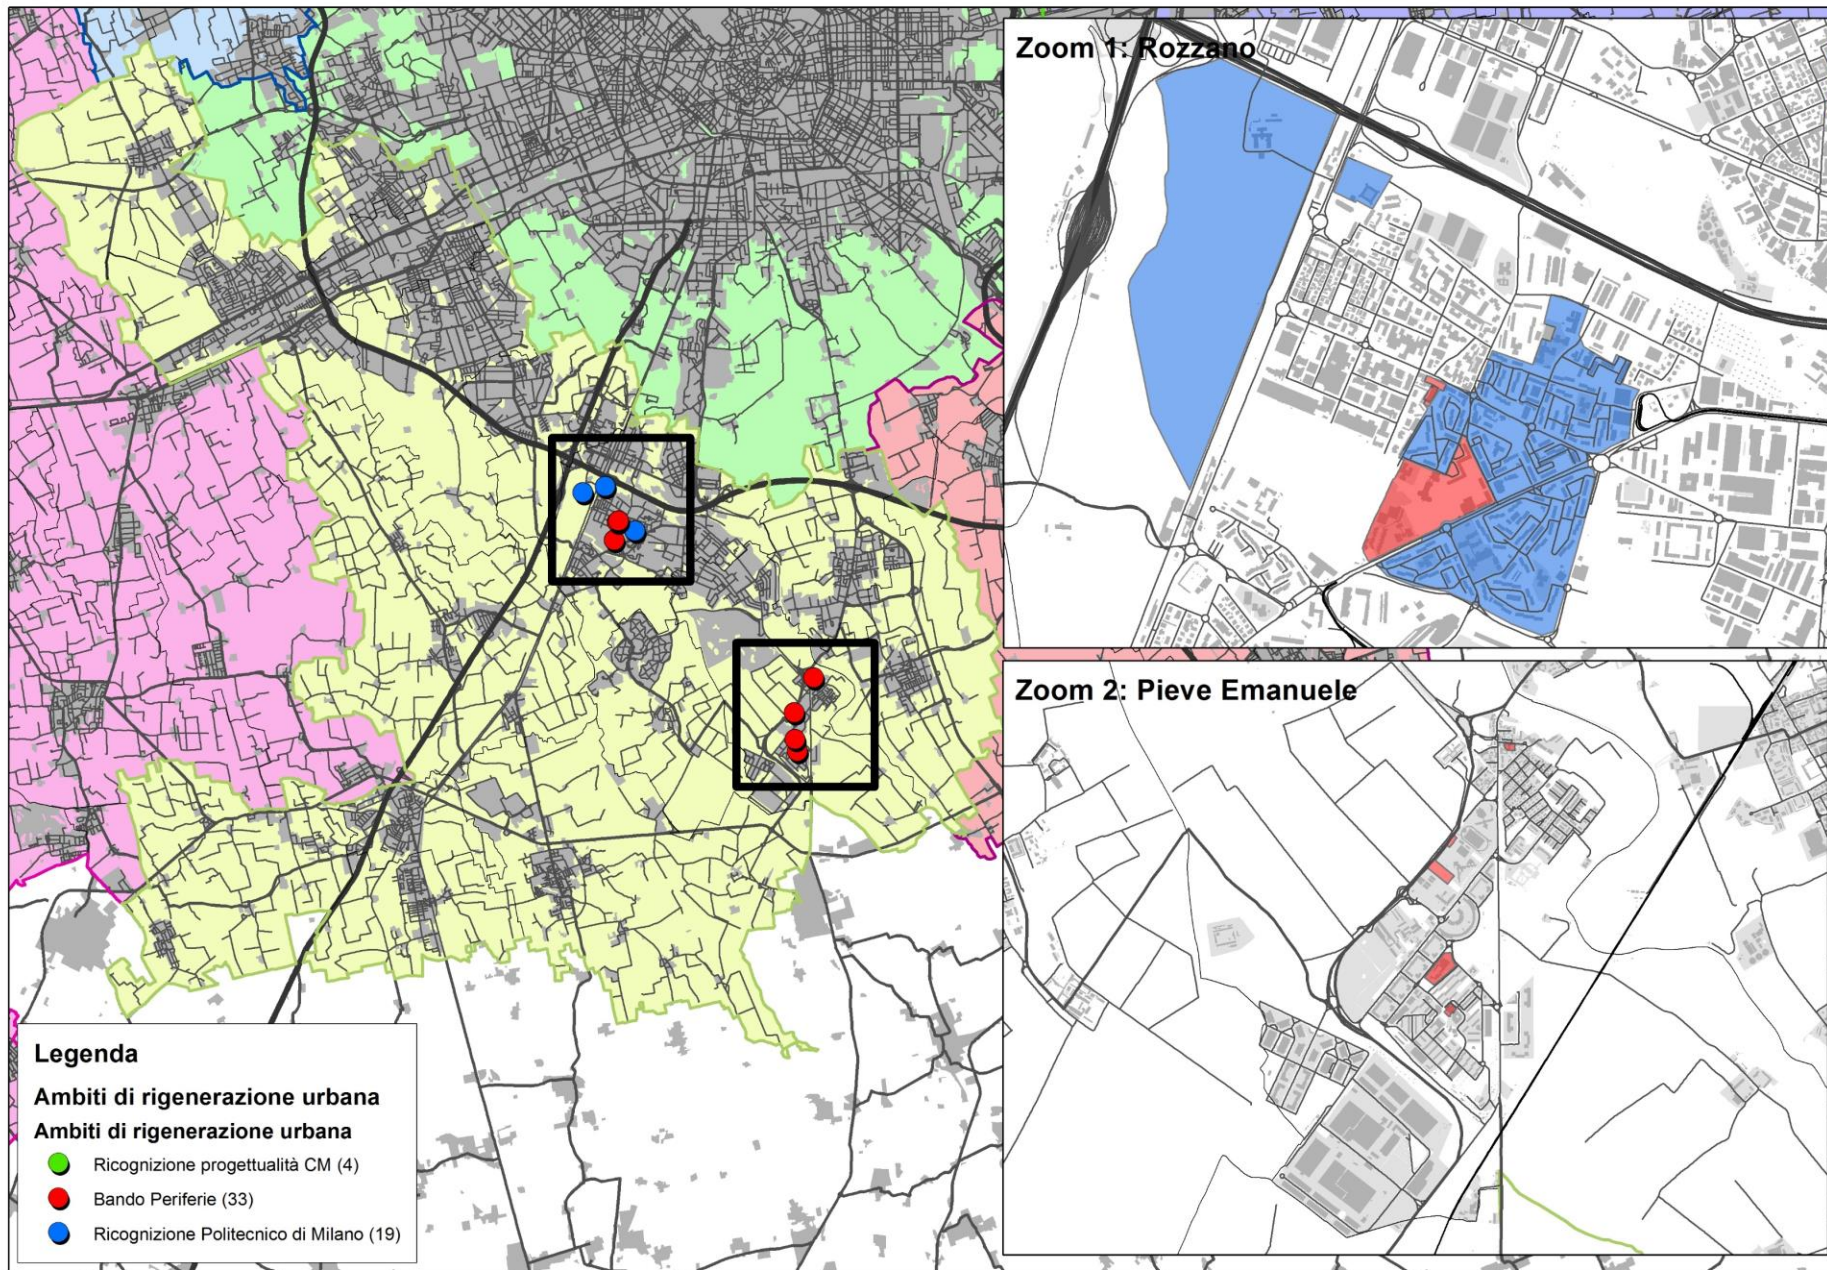 Zoom 1: Rozzano
Zoom 2: Pieve Emanuele
Legenda
Ambiti di rigenerazione urbana
Ambiti di rigenerazione urbana
Ricognizione progettualità CM (4)
Bando Periferie (33)
Ricognizione Politecnico di Milano (19)